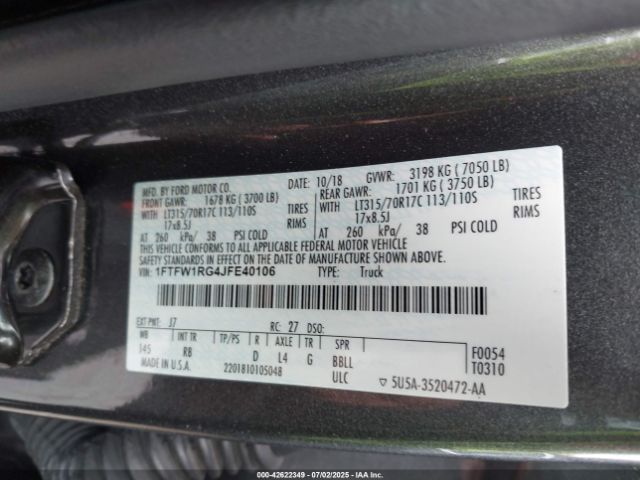 MFD. BY FORD MOTOR CO.
DATE: 10/18 GVWR: 3198 KG ( 7050 LB)
FRONT GAWR: 1678 KG ( 3700 LB) REAR GAWR: 1701 KG ( 3750 LB)
WITH LT315/70R17C 113/110S TIRES WITH LT315/70R17C 113/110S TIRES
17x8.5J RIMS 17x8.5J RIMS
AT 260 kPa/ 38 PSI COLD AT 260 kPa/ 38 PSI COLD
THIS VEHICLE CONFORMS TO ALL APPLICABLE FEDERAL MOTOR VEHICLE
SAFETY STANDARDS IN EFFECT ON THE DATE OF MANUFACTURE SHOWN ABOVE.
VIN: 1FTFW1RG4JFE40106 TYPE: Truck
EXT PNT: J7 RC: 27 DSO:
WB INT TR TP/PS R AXLE TR SPR
145 RB D L4 G BBLL F0054
MADE IN U.S.A. 2201810105048 ULC T0310
▽ 5U5A-3520472-AA
000-42622349 07/02/2025 IAAI.COM